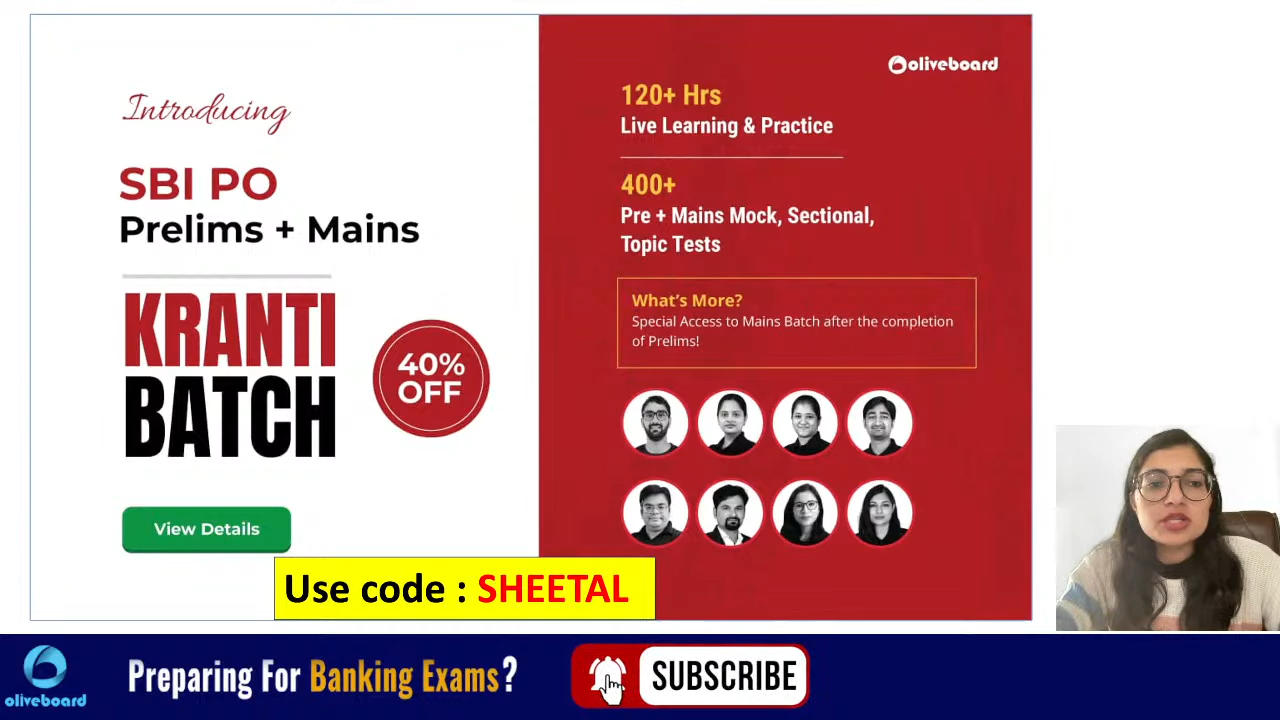 Introducing
SBI PO
Prelims + Mains
KRANTI
BATCH
40%
OFF
View Details
oliveboard
120+ Hrs
Live Learning & Practice
400+
Pre + Mains Mock, Sectional,
Topic Tests
What's More?
Special Access to Mains Batch after the completion
of Prelims!
Use code : SHEETAL
oliveboard
Preparing For Banking Exams?
SUBSCRIBE